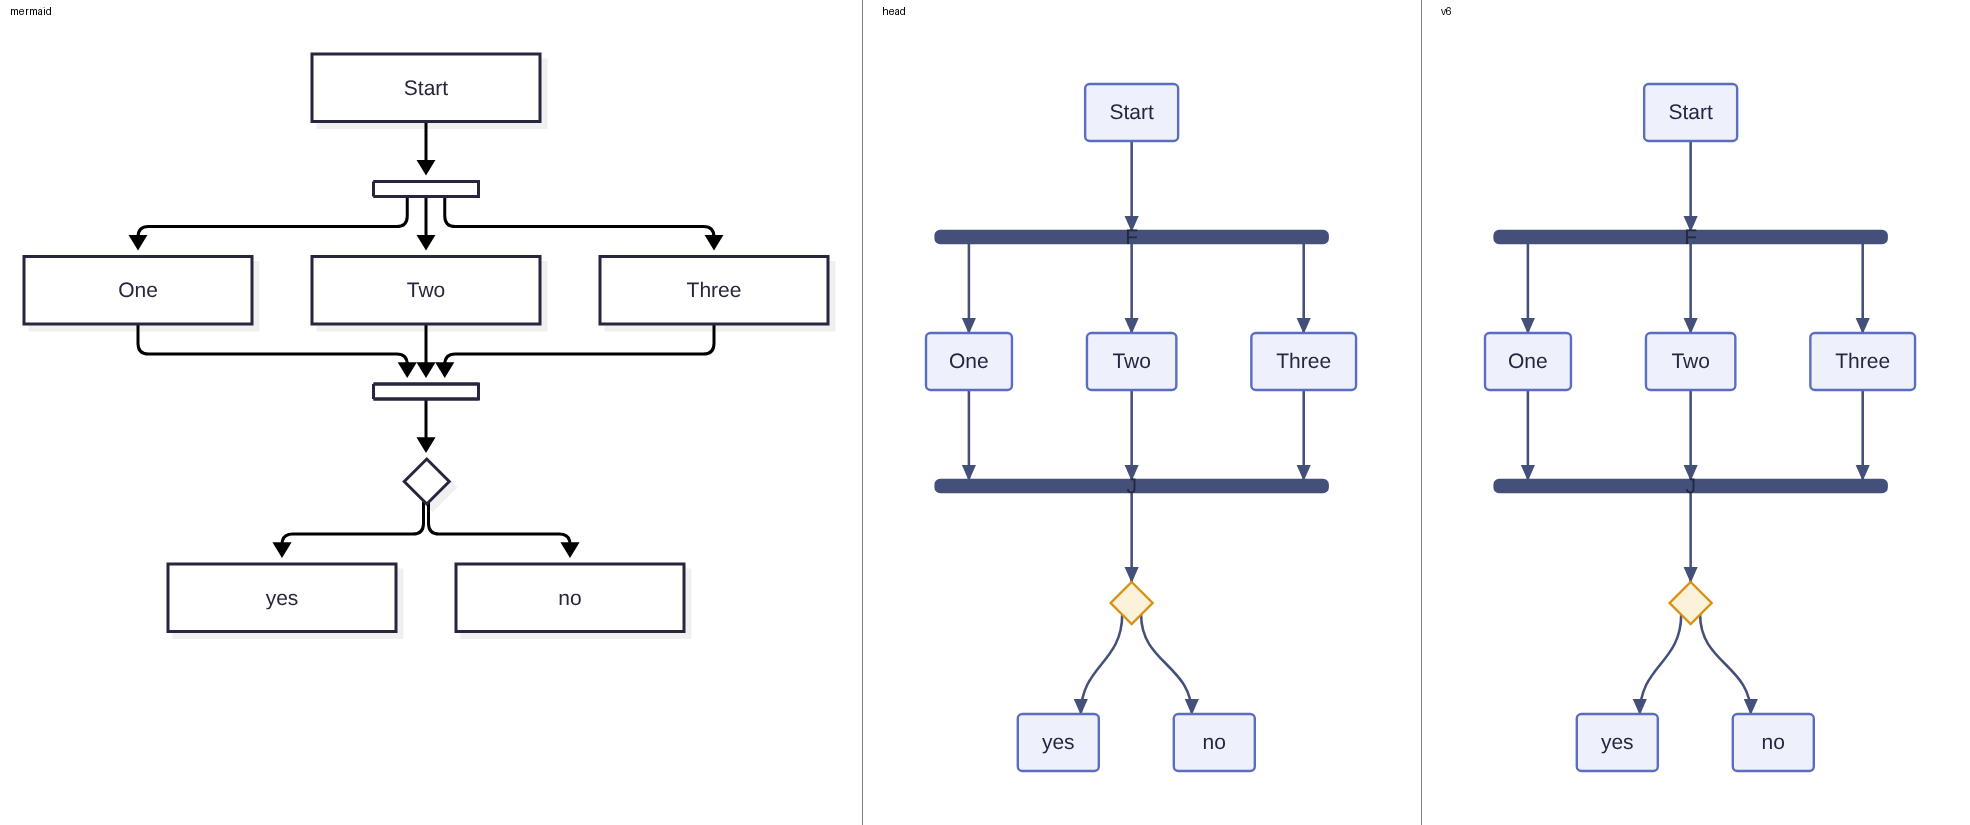 mermaid
Start
One
Two
Three
yes
no
head
Start
F
One
Two
Three
J
yes
no
v6
Start
F
One
Two
Three
J
yes
no